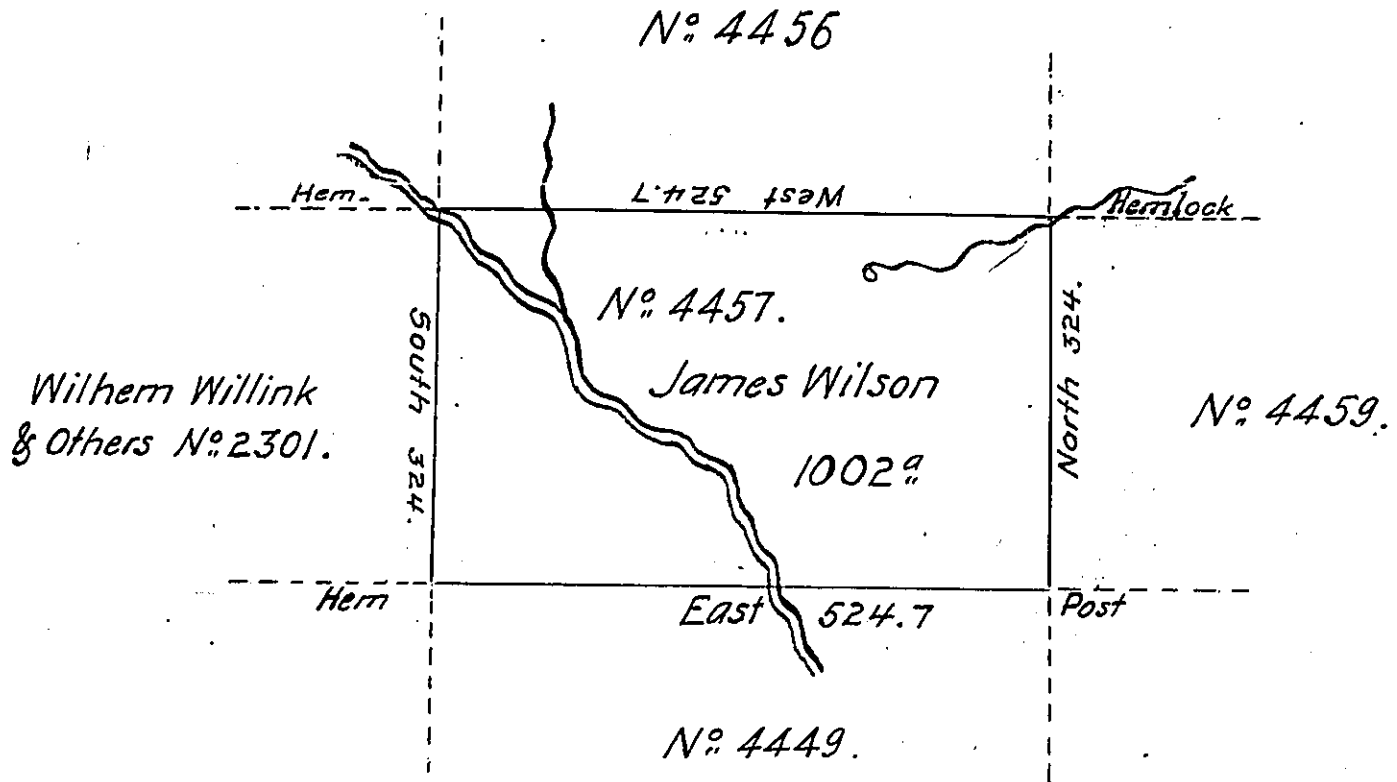 No. 4456
Hem.
West 524.7
Hemlock
No. 4457.
South 324.
North 324.
James Wilson
Wilhem Willink
& Others No. 2301.
No. 4459.
1002 a
Hem
East 524.7
Post
No. 4449.